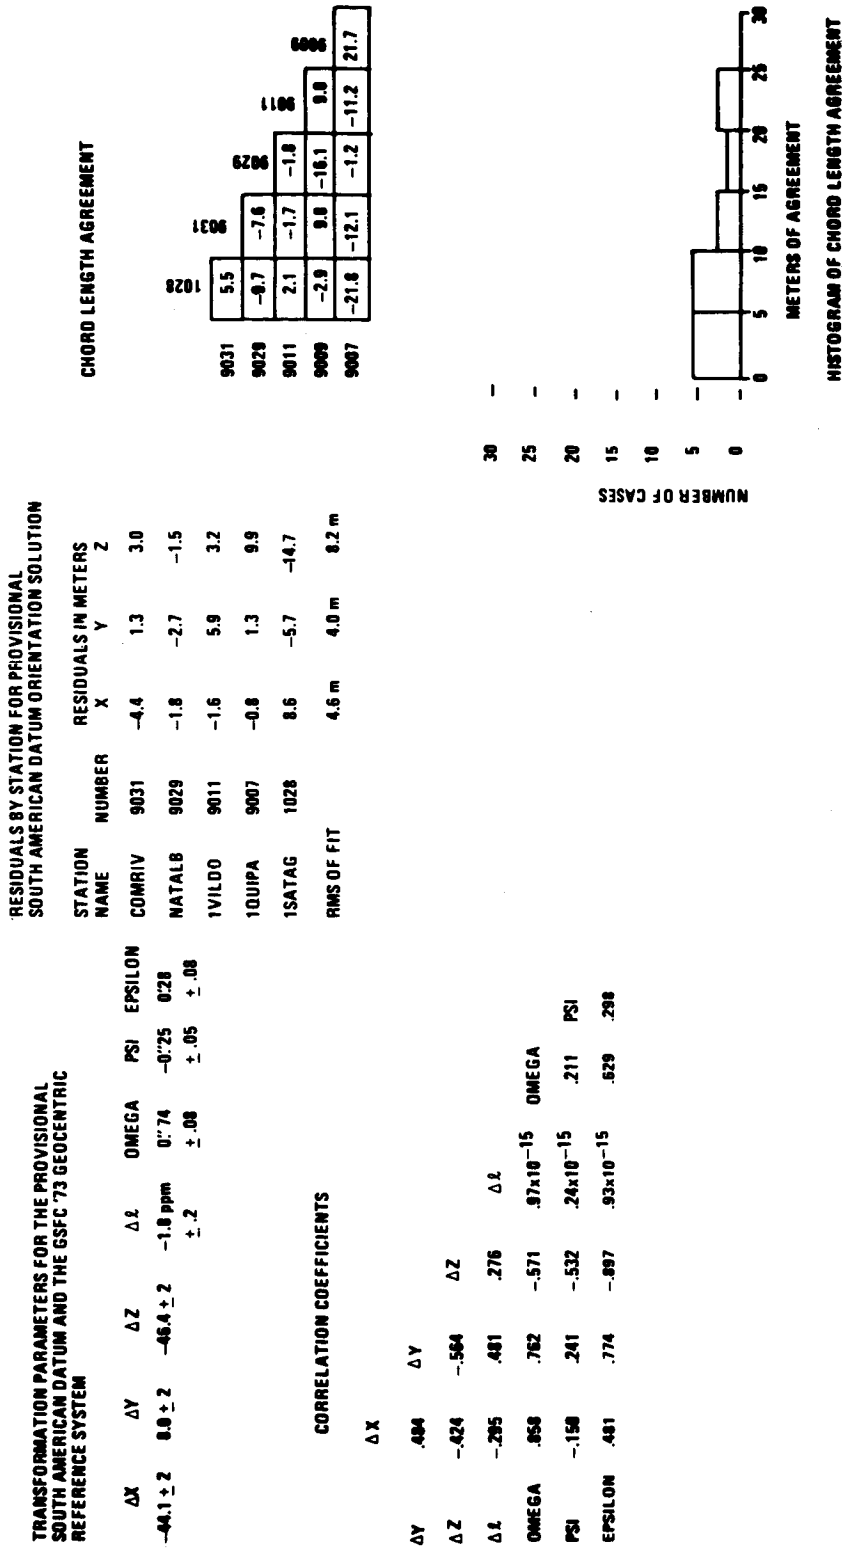 TRANSFORMATION PARAMETERS FOR THE PROVISIONAL
SOUTH AMERICAN DATUM AND THE GSFC '73 GEOCENTRIC
REFERENCE SYSTEM
ΔX ΔY ΔZ Δℓ OMEGA PSI EPSILON
−44.1 ± 2 8.8 ± 2 −46.4 ± 2 −1.8 ppm 0."74 −0."25 0."28
± .2 ± .08 ± .05 ± .08
CORRELATION COEFFICIENTS
ΔX
ΔY .484 ΔY
ΔZ −.424 −.564 ΔZ
Δℓ −.295 .481 .276 Δℓ
OMEGA .858 .762 −.571 .97x10−15 OMEGA
PSI −.158 .241 −.532 .24x10−15 .211 PSI
EPSILON .481 .774 −.897 .93x10−15 .629 .298
RESIDUALS BY STATION FOR PROVISIONAL
SOUTH AMERICAN DATUM ORIENTATION SOLUTION
STATION RESIDUALS IN METERS
NAME NUMBER X Y Z
COMRIV 9031 −4.4 1.3 3.0
NATALB 9029 −1.8 −2.7 −1.5
1VILDO 9011 −1.6 5.9 3.2
1QUIPA 9007 −0.8 1.3 9.9
1SATAG 1028 8.6 −5.7 −14.7
RMS OF FIT 4.6 m 4.0 m 8.2 m
CHORD LENGTH AGREEMENT
1028
9031 5.5 9031
9029 −8.7 −7.6 9029
9011 2.1 −1.7 −1.8 9011
9009 −2.9 9.8 −16.1 9.8 9009
9007 −21.8 −12.1 −1.2 −11.2 21.7
NUMBER OF CASES
30
25
20
15
10
5
0
0 5 10 15 20 25 30
METERS OF AGREEMENT
HISTOGRAM OF CHORD LENGTH AGREEMENT